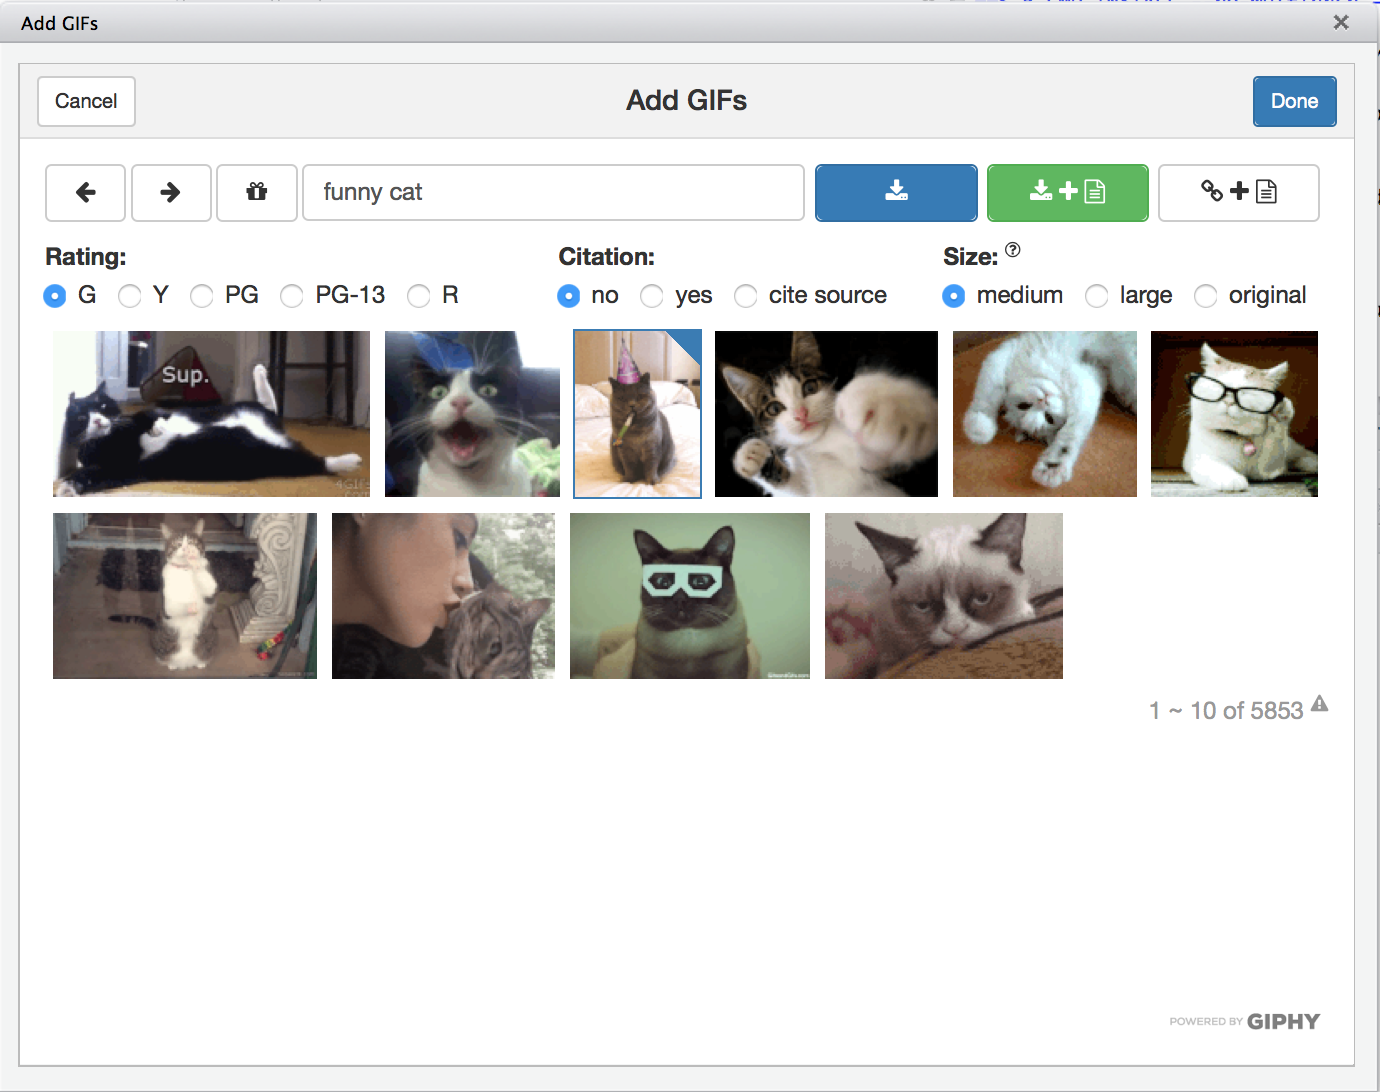 Add GIFs
Cancel
Add GIFs
Done
funny cat
Rating:
Citation:
Size:
G Y PG PG-13 R
no yes cite source
medium large original
Sup.
1 ~ 10 of 5853
POWERED BY GIPHY